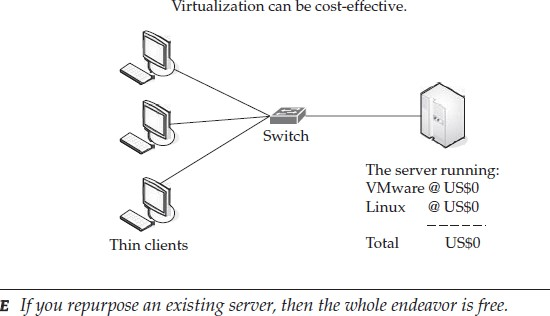 Virtualization can be cost-effective.
Switch
The server running:
VMware @ US$0
Linux @ US$0
------
Total US$0
Thin clients
E If you repurpose an existing server, then the whole endeavor is free.